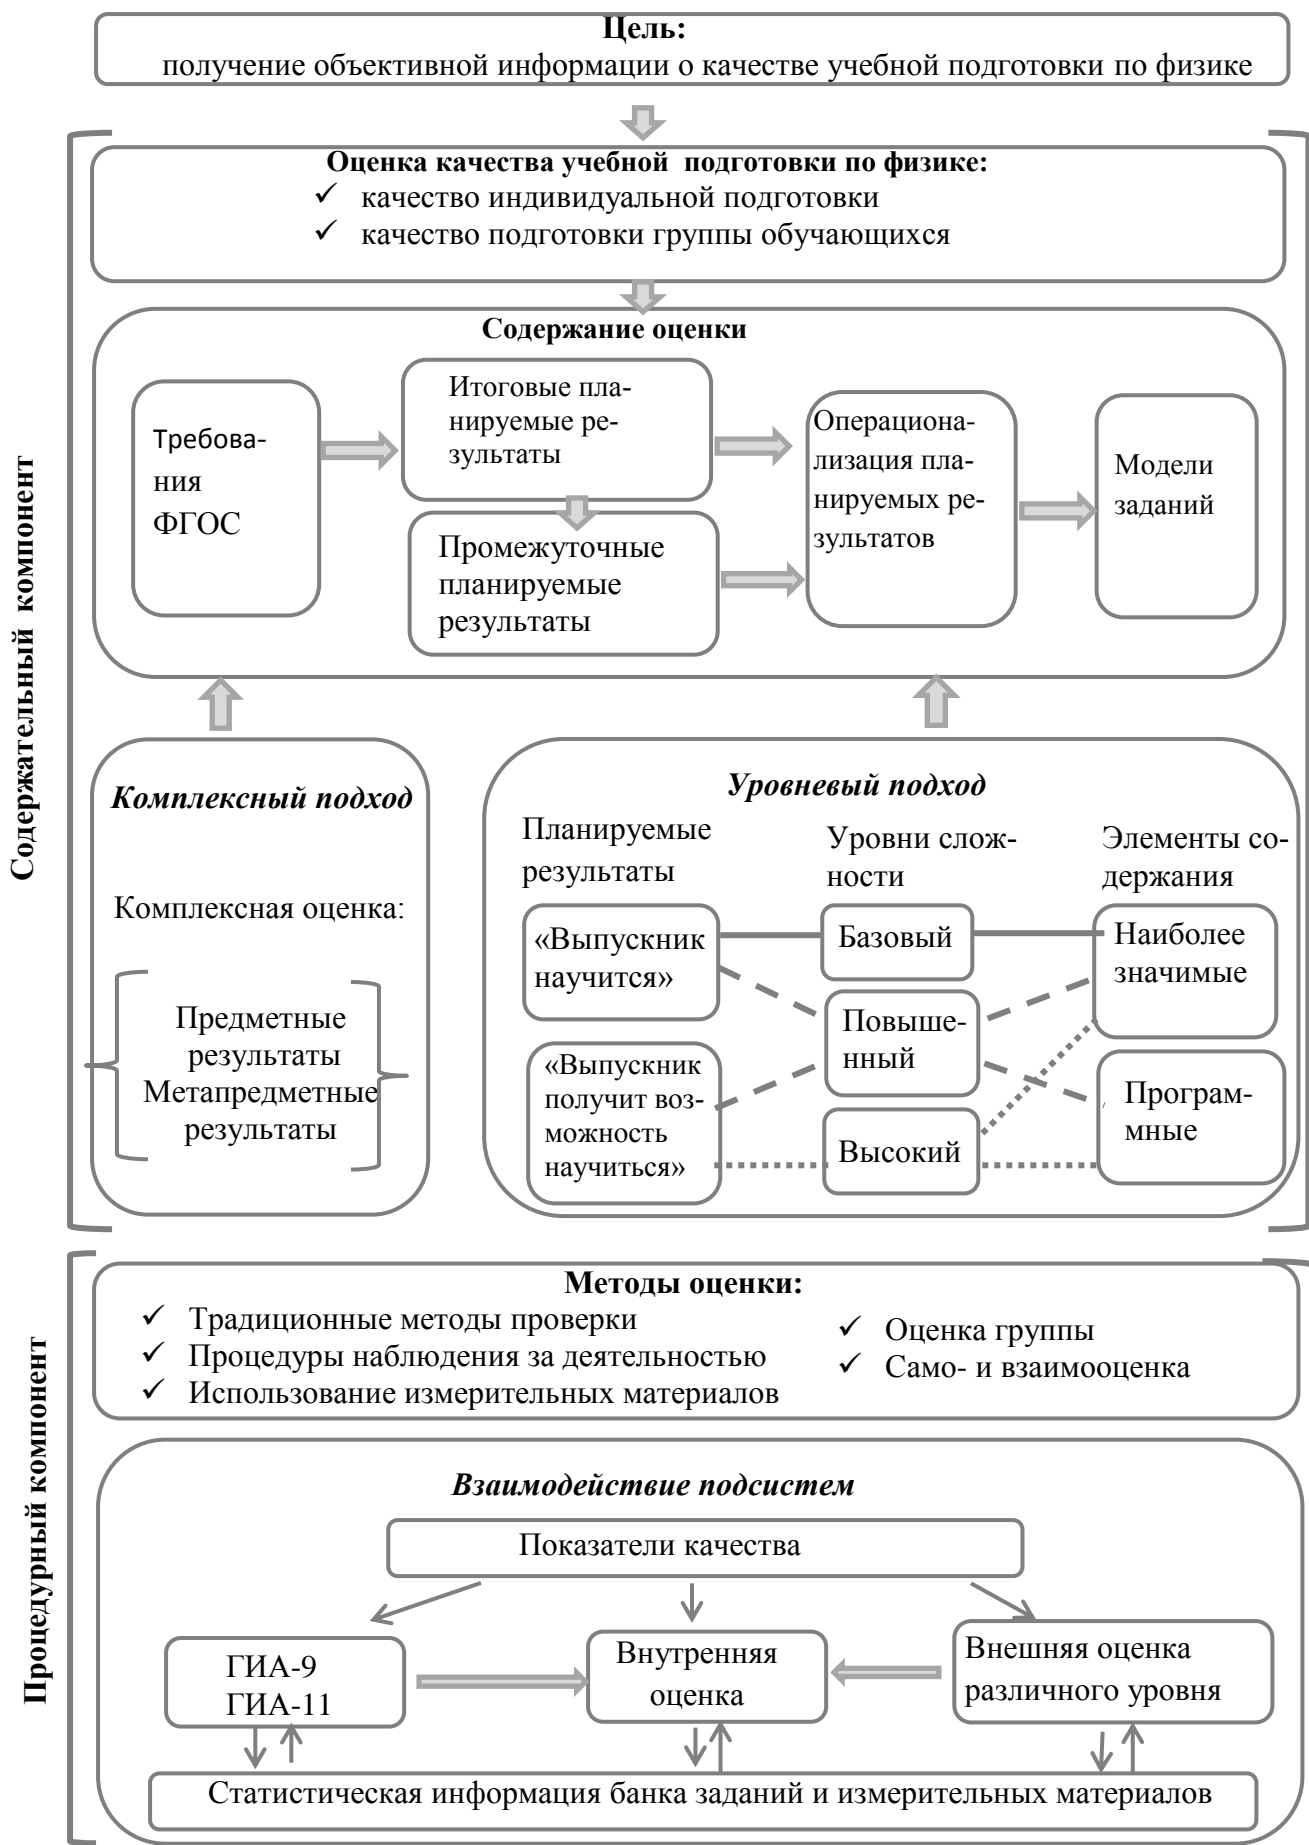 Цель:
получение объективной информации о качестве учебной подготовки по физике
Содержательный компонент
Оценка качества учебной подготовки по физике:
✓ качество индивидуальной подготовки
✓ качество подготовки группы обучающихся
Содержание оценки
Требова-
ния
ФГОС
Итоговые пла-
нируемые ре-
зультаты
Промежуточные
планируемые
результаты
Операциона-
лизация пла-
нируемых ре-
зультатов
Модели
заданий
Комплексный подход
Комплексная оценка:
Предметные
результаты
Метапредметные
результаты
Уровневый подход
Планируемые
результаты
Уровни слож-
ности
Элементы со-
держания
«Выпускник
научится»
Базовый
Наиболее
значимые
Повыше-
нный
«Выпускник
получит воз-
можность
научиться»
Высокий
Програм-
мные
Процедурный компонент
Методы оценки:
✓ Традиционные методы проверки
✓ Процедуры наблюдения за деятельностью
✓ Использование измерительных материалов
✓ Оценка группы
✓ Само- и взаимооценка
Взаимодействие подсистем
Показатели качества
ГИА-9
ГИА-11
Внутренняя
оценка
Внешняя оценка
различного уровня
Статистическая информация банка заданий и измерительных материалов